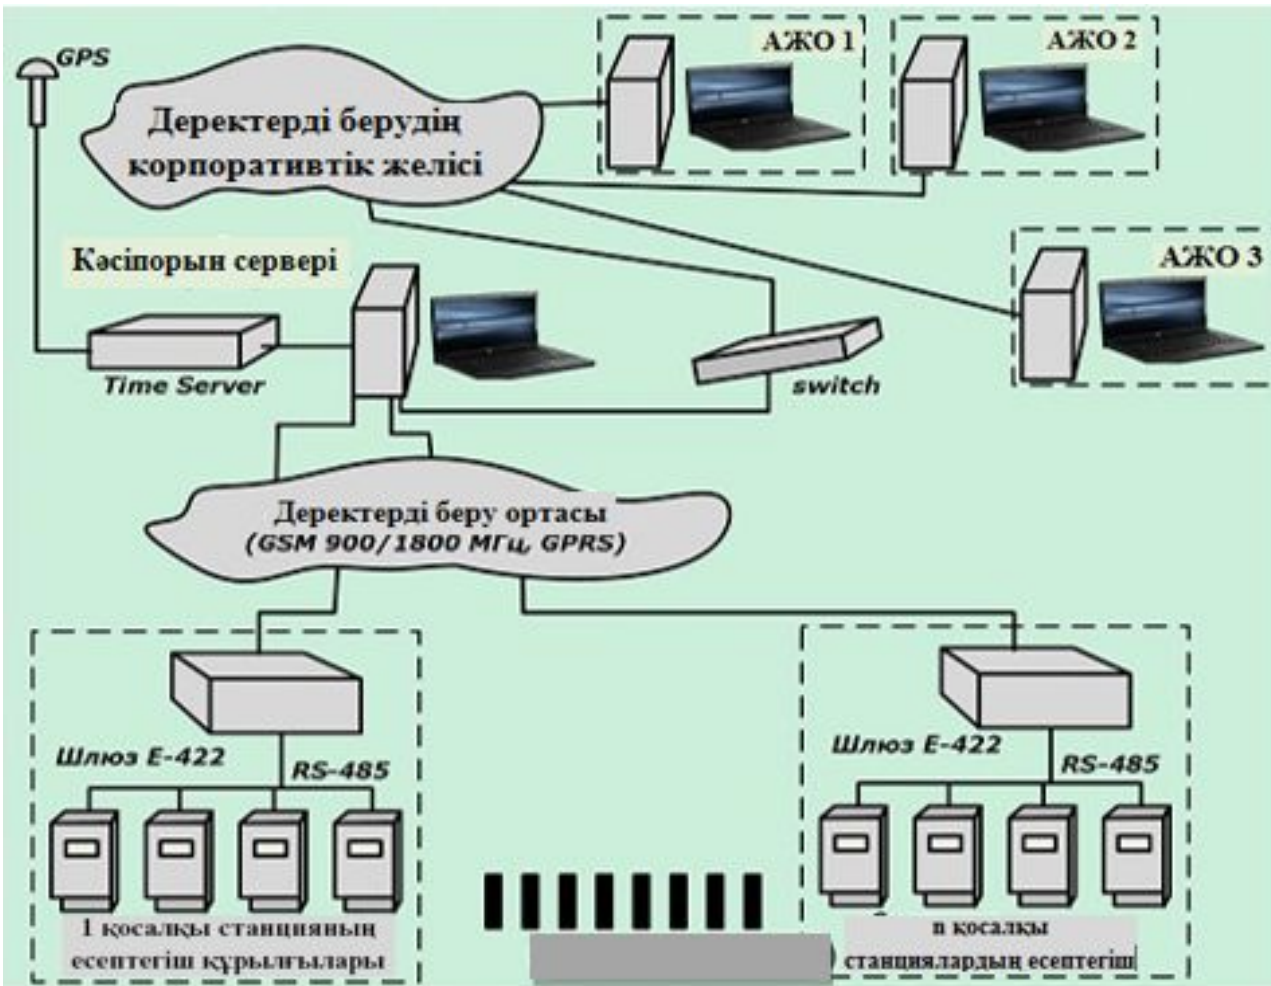 GPS
АЖО 1
АЖО 2
Деректерді берудің
корпоративтік желісі
Кәсіпорын сервері
АЖО 3
Time Server
switch
Деректерді беру ортасы
(GSM 900/1800 МГц, GPRS)
Шлюз Е-422
RS-485
Шлюз Е-422
RS-485
1 қосалқы станцияның
есептегіш құрылғылары
n қосалқы
станциялардың есептегіш